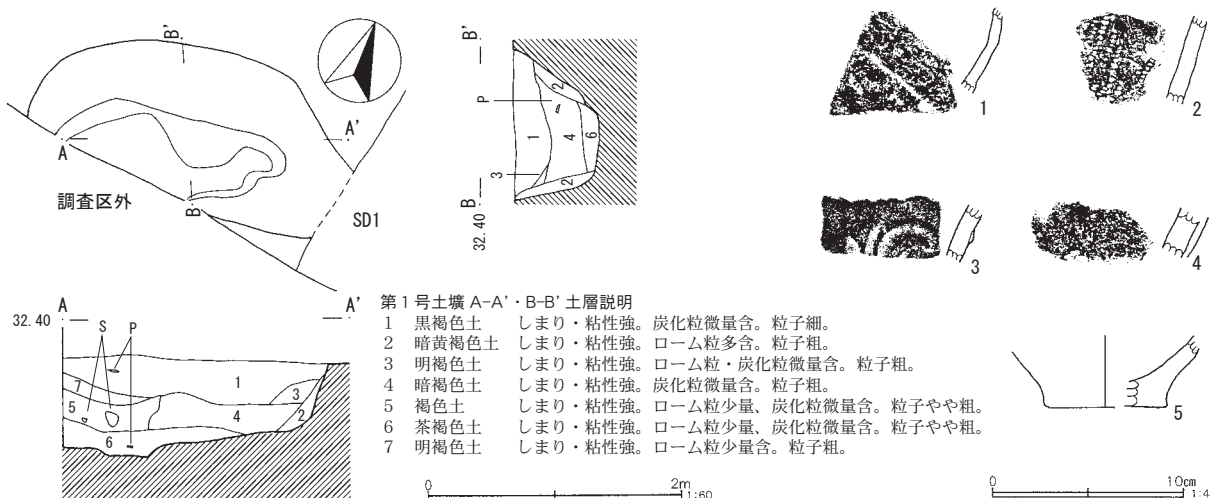 B'
A'
A
B
調査区外
SD1
B'
P
2
1
4
6
3
2
B
32.40
1
2
3
4
5
A
A'
32.40
S
P
1
7
3
5
4
2
6
第1号土壙 A-A'・B-B' 土層説明
1 黒褐色土 しまり・粘性強。炭化粒微量含。粒子細。
2 暗黄褐色土 しまり・粘性強。ローム粒多含。粒子粗。
3 明褐色土 しまり・粘性強。ローム粒・炭化粒微量含。粒子粗。
4 暗褐色土 しまり・粘性強。炭化粒微量含。粒子粗。
5 褐色土 しまり・粘性強。ローム粒少量、炭化粒微量含。粒子やや粗。
6 茶褐色土 しまり・粘性強。ローム粒少量、炭化粒微量含。粒子やや粗。
7 明褐色土 しまり・粘性強。ローム粒少量含。粒子粗。
0 2m 1:60
0 10cm 1:4